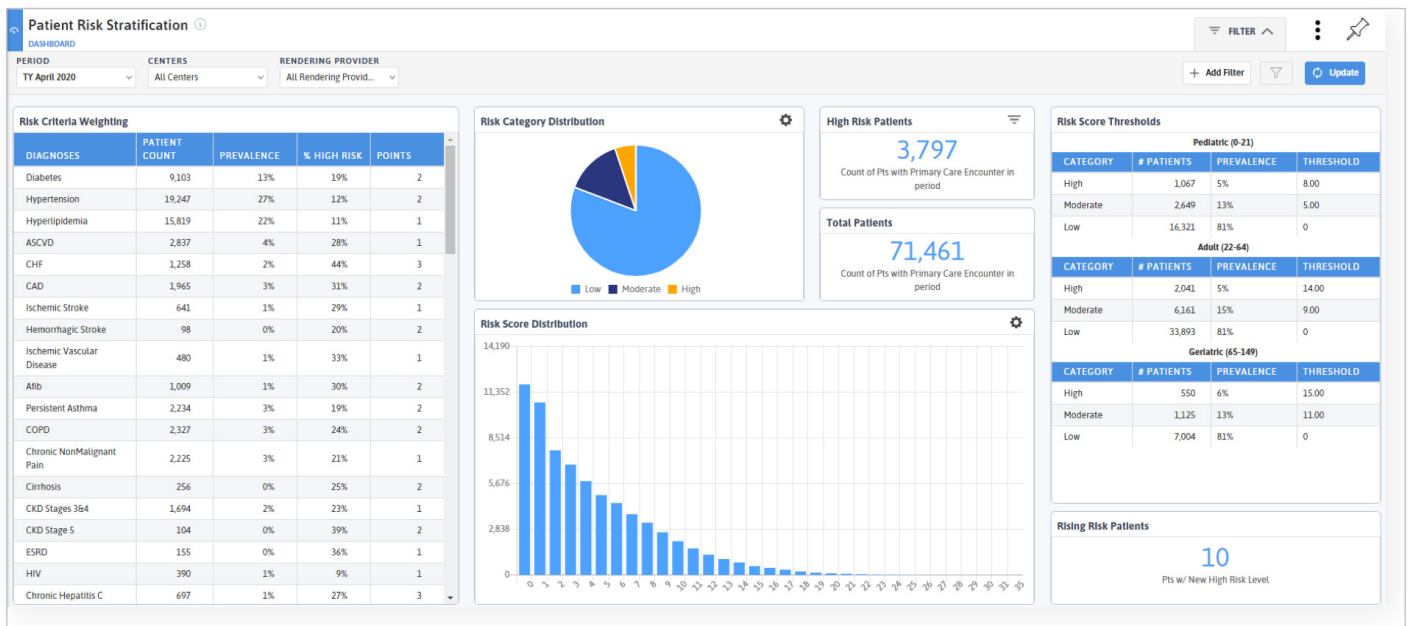 Patient Risk Stratification
DASHBOARD
FILTER
PERIOD
TY April 2020
CENTERS
All Centers
RENDERING PROVIDER
All Rendering Provid...
+ Add Filter
Update
Risk Criteria Weighting
DIAGNOSES PATIENT COUNT PREVALENCE % HIGH RISK POINTS
Diabetes 9,103 13% 19% 2
Hypertension 19,247 27% 12% 2
Hyperlipidemia 15,819 22% 11% 1
ASCVD 2,837 4% 28% 1
CHF 1,258 2% 44% 3
CAD 1,965 3% 31% 2
Ischemic Stroke 641 1% 29% 1
Hemorrhagic Stroke 98 0% 20% 2
Ischemic Vascular Disease 480 1% 33% 1
Afib 1,009 1% 30% 2
Persistent Asthma 2,234 3% 19% 2
COPD 2,327 3% 24% 2
Chronic NonMalignant Pain 2,225 3% 21% 1
Cirrhosis 256 0% 25% 2
CKD Stages 3&4 1,694 2% 23% 1
CKD Stage 5 104 0% 39% 2
ESRD 155 0% 36% 1
HIV 390 1% 9% 1
Chronic Hepatitis C 697 1% 27% 3
Risk Category Distribution
Low Moderate High
High Risk Patients
3,797
Count of Pts with Primary Care Encounter in
period
Total Patients
71,461
Count of Pts with Primary Care Encounter in
period
Risk Score Distribution
14,190
11,352
8,514
5,676
2,838
0
0 1 2 3 4 5 6 7 8 9 10 11 12 13 14 15 16 17 18 19 20 21 22 23 24 25 26 27 28 29 30 31 35
Risk Score Thresholds
Pediatric (0-21)
CATEGORY # PATIENTS PREVALENCE THRESHOLD
High 1,067 5% 8.00
Moderate 2,649 13% 5.00
Low 16,321 81% 0
Adult (22-64)
CATEGORY # PATIENTS PREVALENCE THRESHOLD
High 2,041 5% 14.00
Moderate 6,161 15% 9.00
Low 33,893 81% 0
Geriatric (65-149)
CATEGORY # PATIENTS PREVALENCE THRESHOLD
High 550 6% 15.00
Moderate 1,125 13% 11.00
Low 7,004 81% 0
Rising Risk Patients
10
Pts w/ New High Risk Level